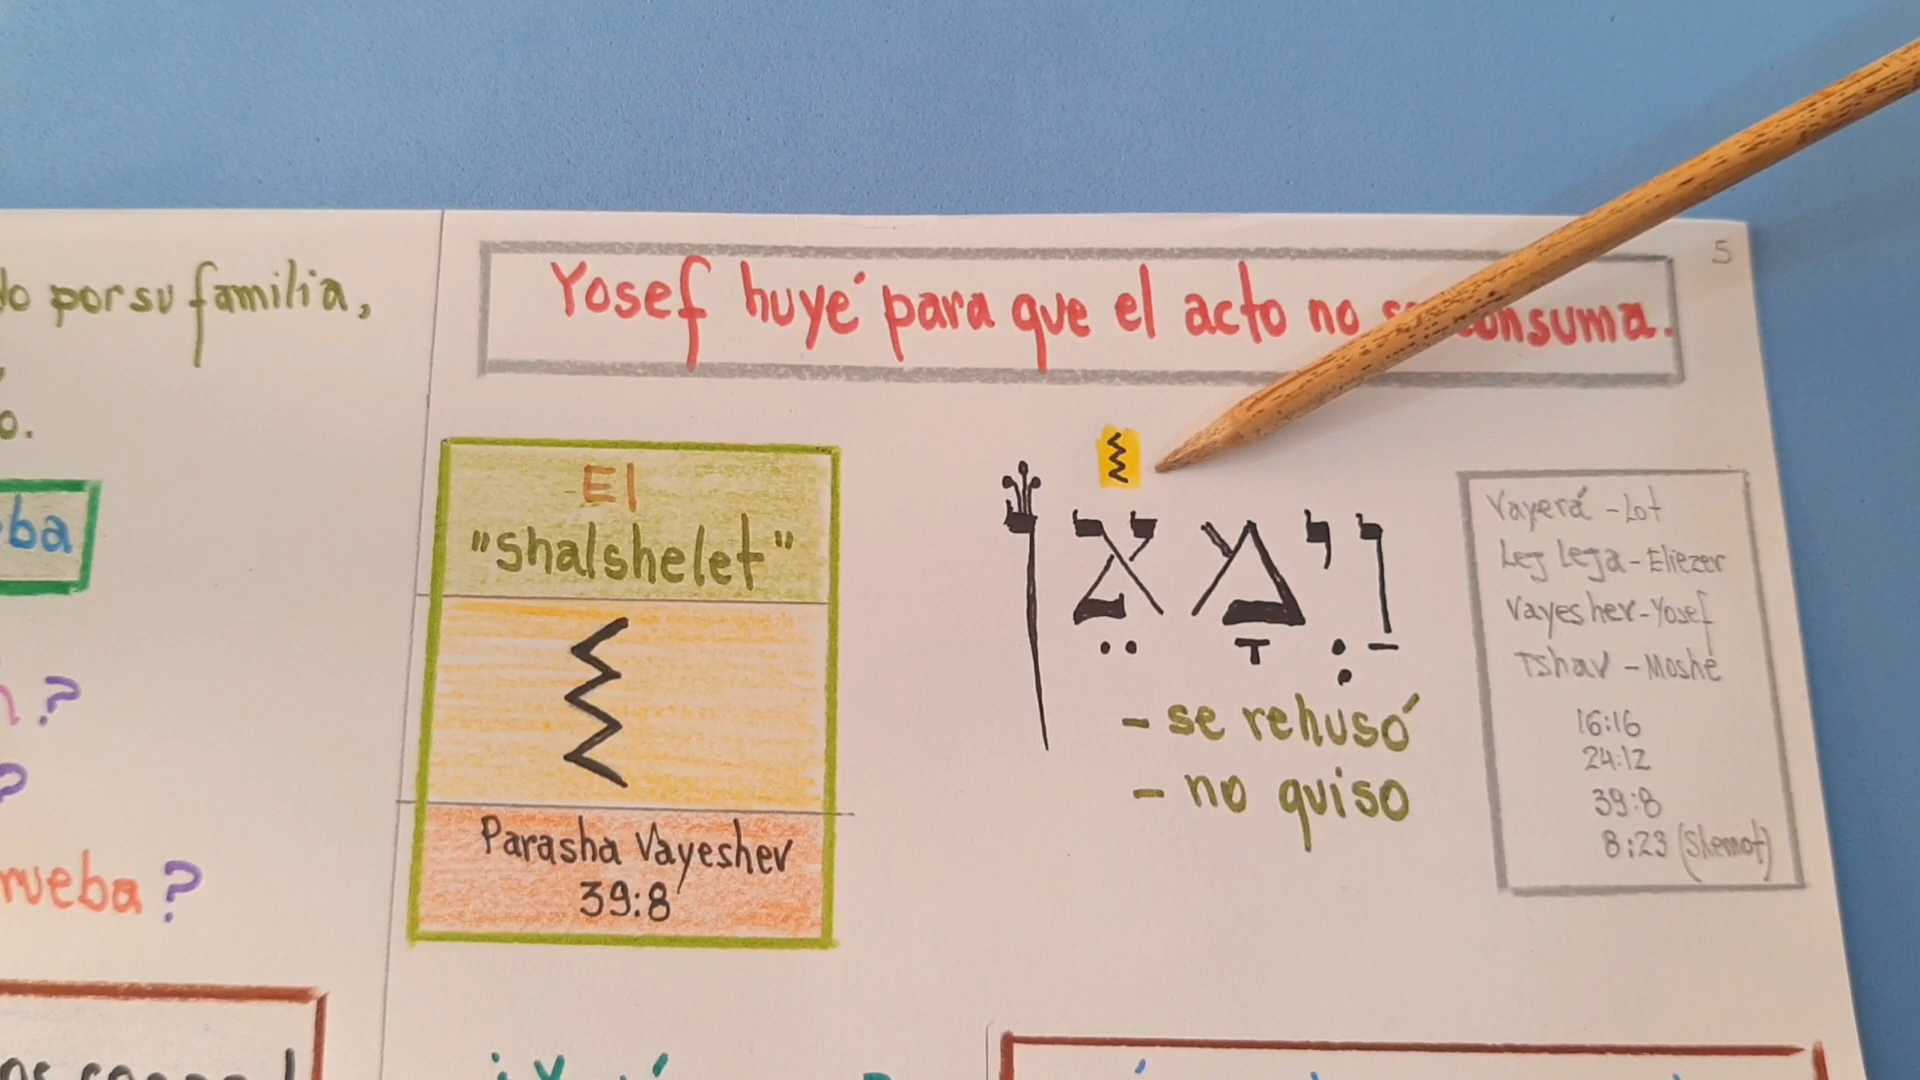 5
Yosef huyé para que el acto no se consuma.
por su familia,
o.
ba
?
?
rueba?
El
"shalshelet"
Parasha Vayeshev
39:8
וַיְמָאֵ֓ן
- se rehusó
- no quiso
Vayerá - Lot
Lej Leja - Eliezer
Vayeshev - Yosef
Tshav - Moshé
16:16
24:12
39:8
8:23 (Shemot)